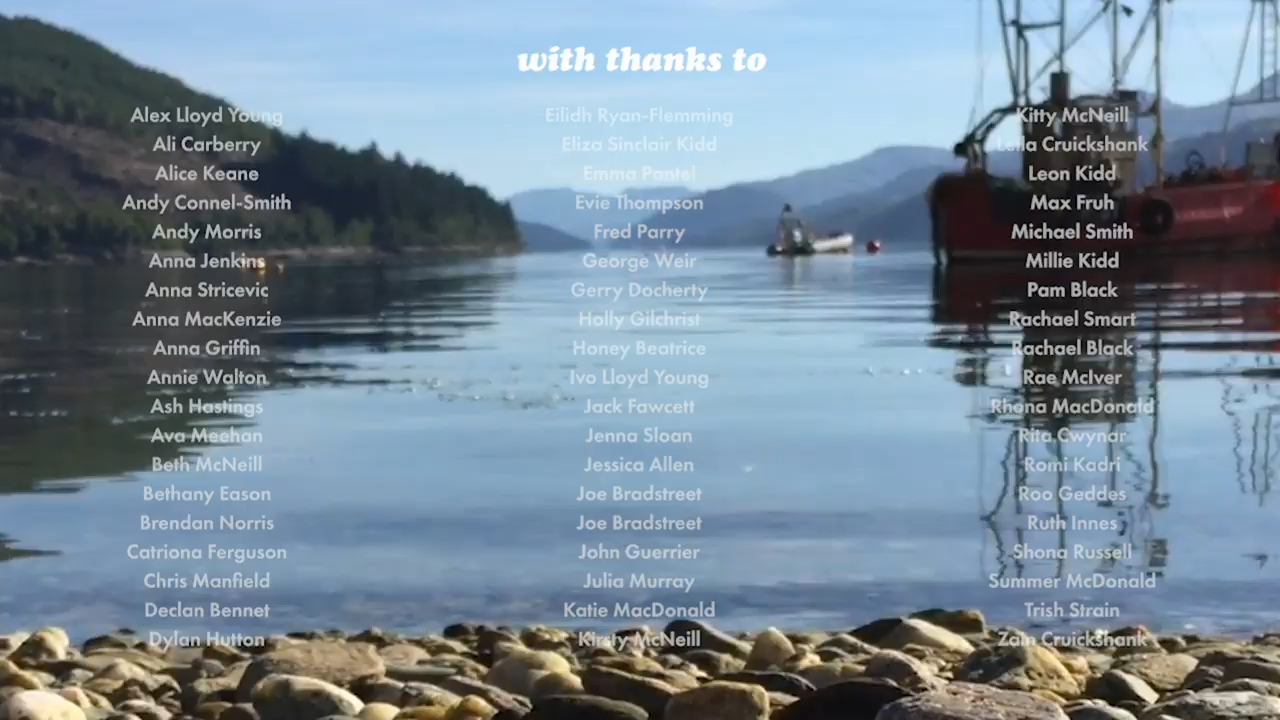 with thanks to
Alex Lloyd Young
Ali Carberry
Alice Keane
Andy Connel-Smith
Andy Morris
Anna Jenkins
Anna Stricevic
Anna MacKenzie
Anna Griffin
Annie Walton
Ash Hastings
Ava Meehan
Beth McNeill
Bethany Eason
Brendan Norris
Catriona Ferguson
Chris Manfield
Declan Bennet
Dylan Hutton
Eilidh Ryan-Flemming
Eliza Sinclair Kidd
Emma Pantel
Evie Thompson
Fred Parry
George Weir
Gerry Docherty
Holly Gilchrist
Honey Beatrice
Ivo Lloyd Young
Jack Fawcett
Jenna Sloan
Jessica Allen
Joe Bradstreet
Joe Bradstreet
John Guerrier
Julia Murray
Katie MacDonald
Kirsty McNeill
Kitty McNeill
Leila Cruickshank
Leon Kidd
Max Fruh
Michael Smith
Millie Kidd
Pam Black
Rachael Smart
Rachael Black
Rae McIver
Rhona MacDonald
Rita Cwynar
Romi Kadri
Roo Geddes
Ruth Innes
Shona Russell
Summer McDonald
Trish Strain
Zain Cruickshank